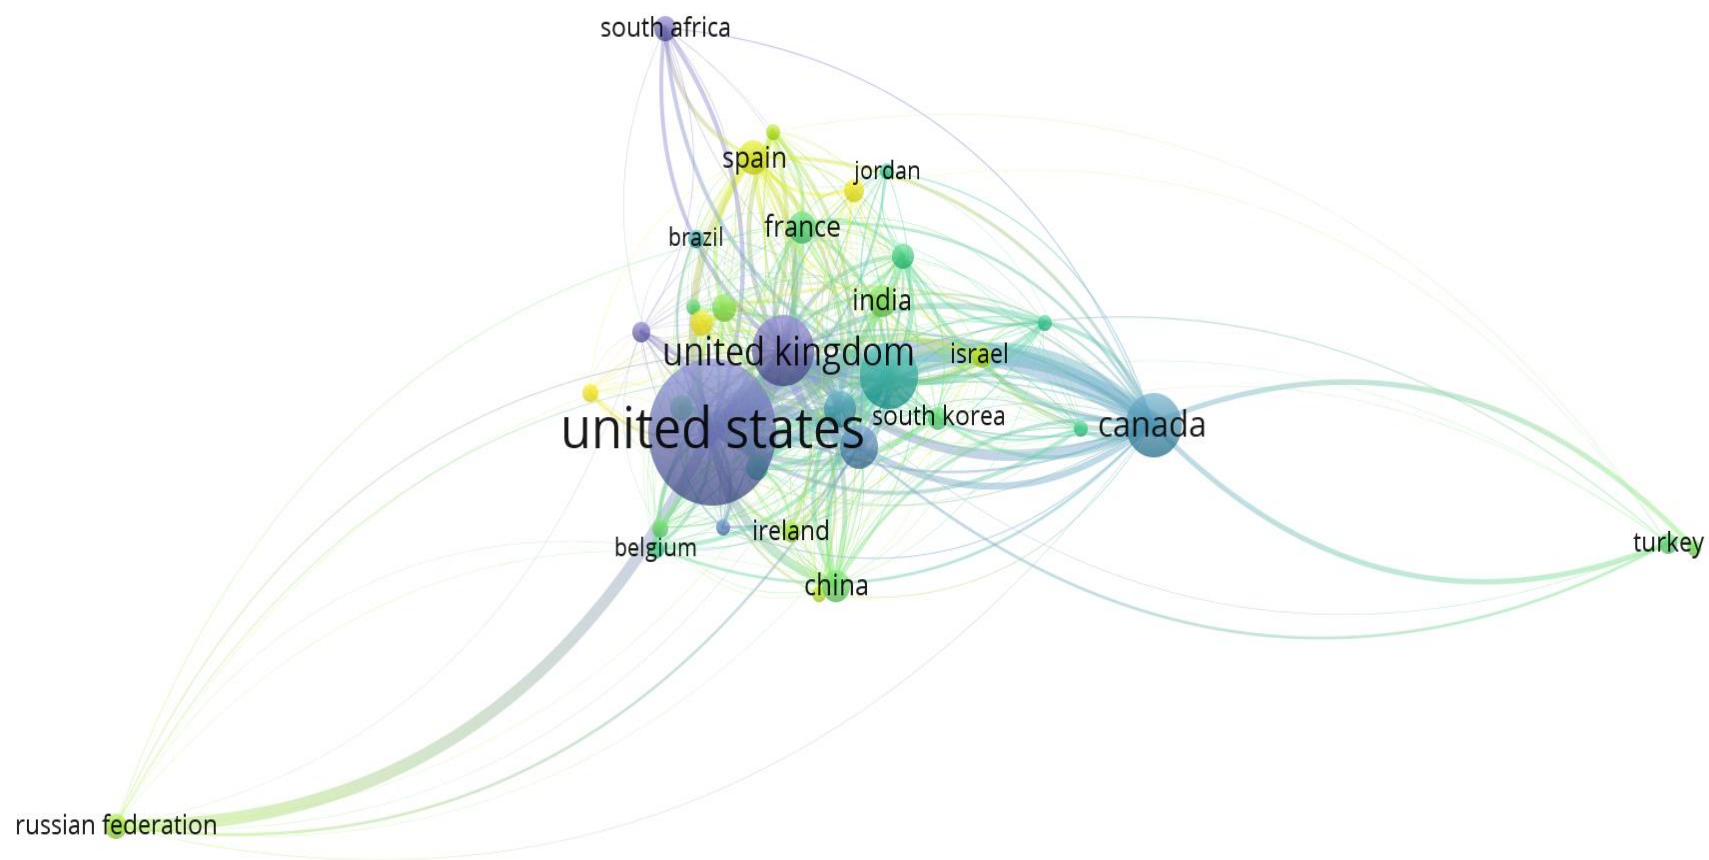 south africa
spain
jordan
france
brazil
india
united kingdom
israel
south korea
canada
united states
ireland
turkey
belgium
china
russian federation